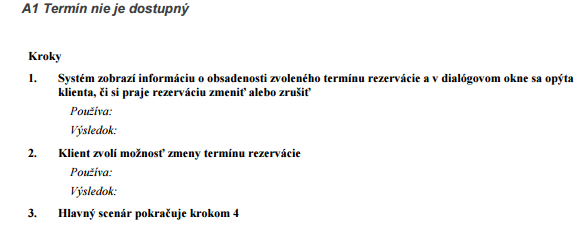 A1 Termín nie je dostupný
Kroky
1. Systém zobrazí informáciu o obsadenosti zvoleného termínu rezervácie a v dialógovom okne sa opýta
klienta, či si praje rezerváciu zmeniť alebo zrušiť
Používa:
Výsledok:
2. Klient zvolí možnosť zmeny termínu rezervácie
Používa:
Výsledok:
3. Hlavný scenár pokračuje krokom 4